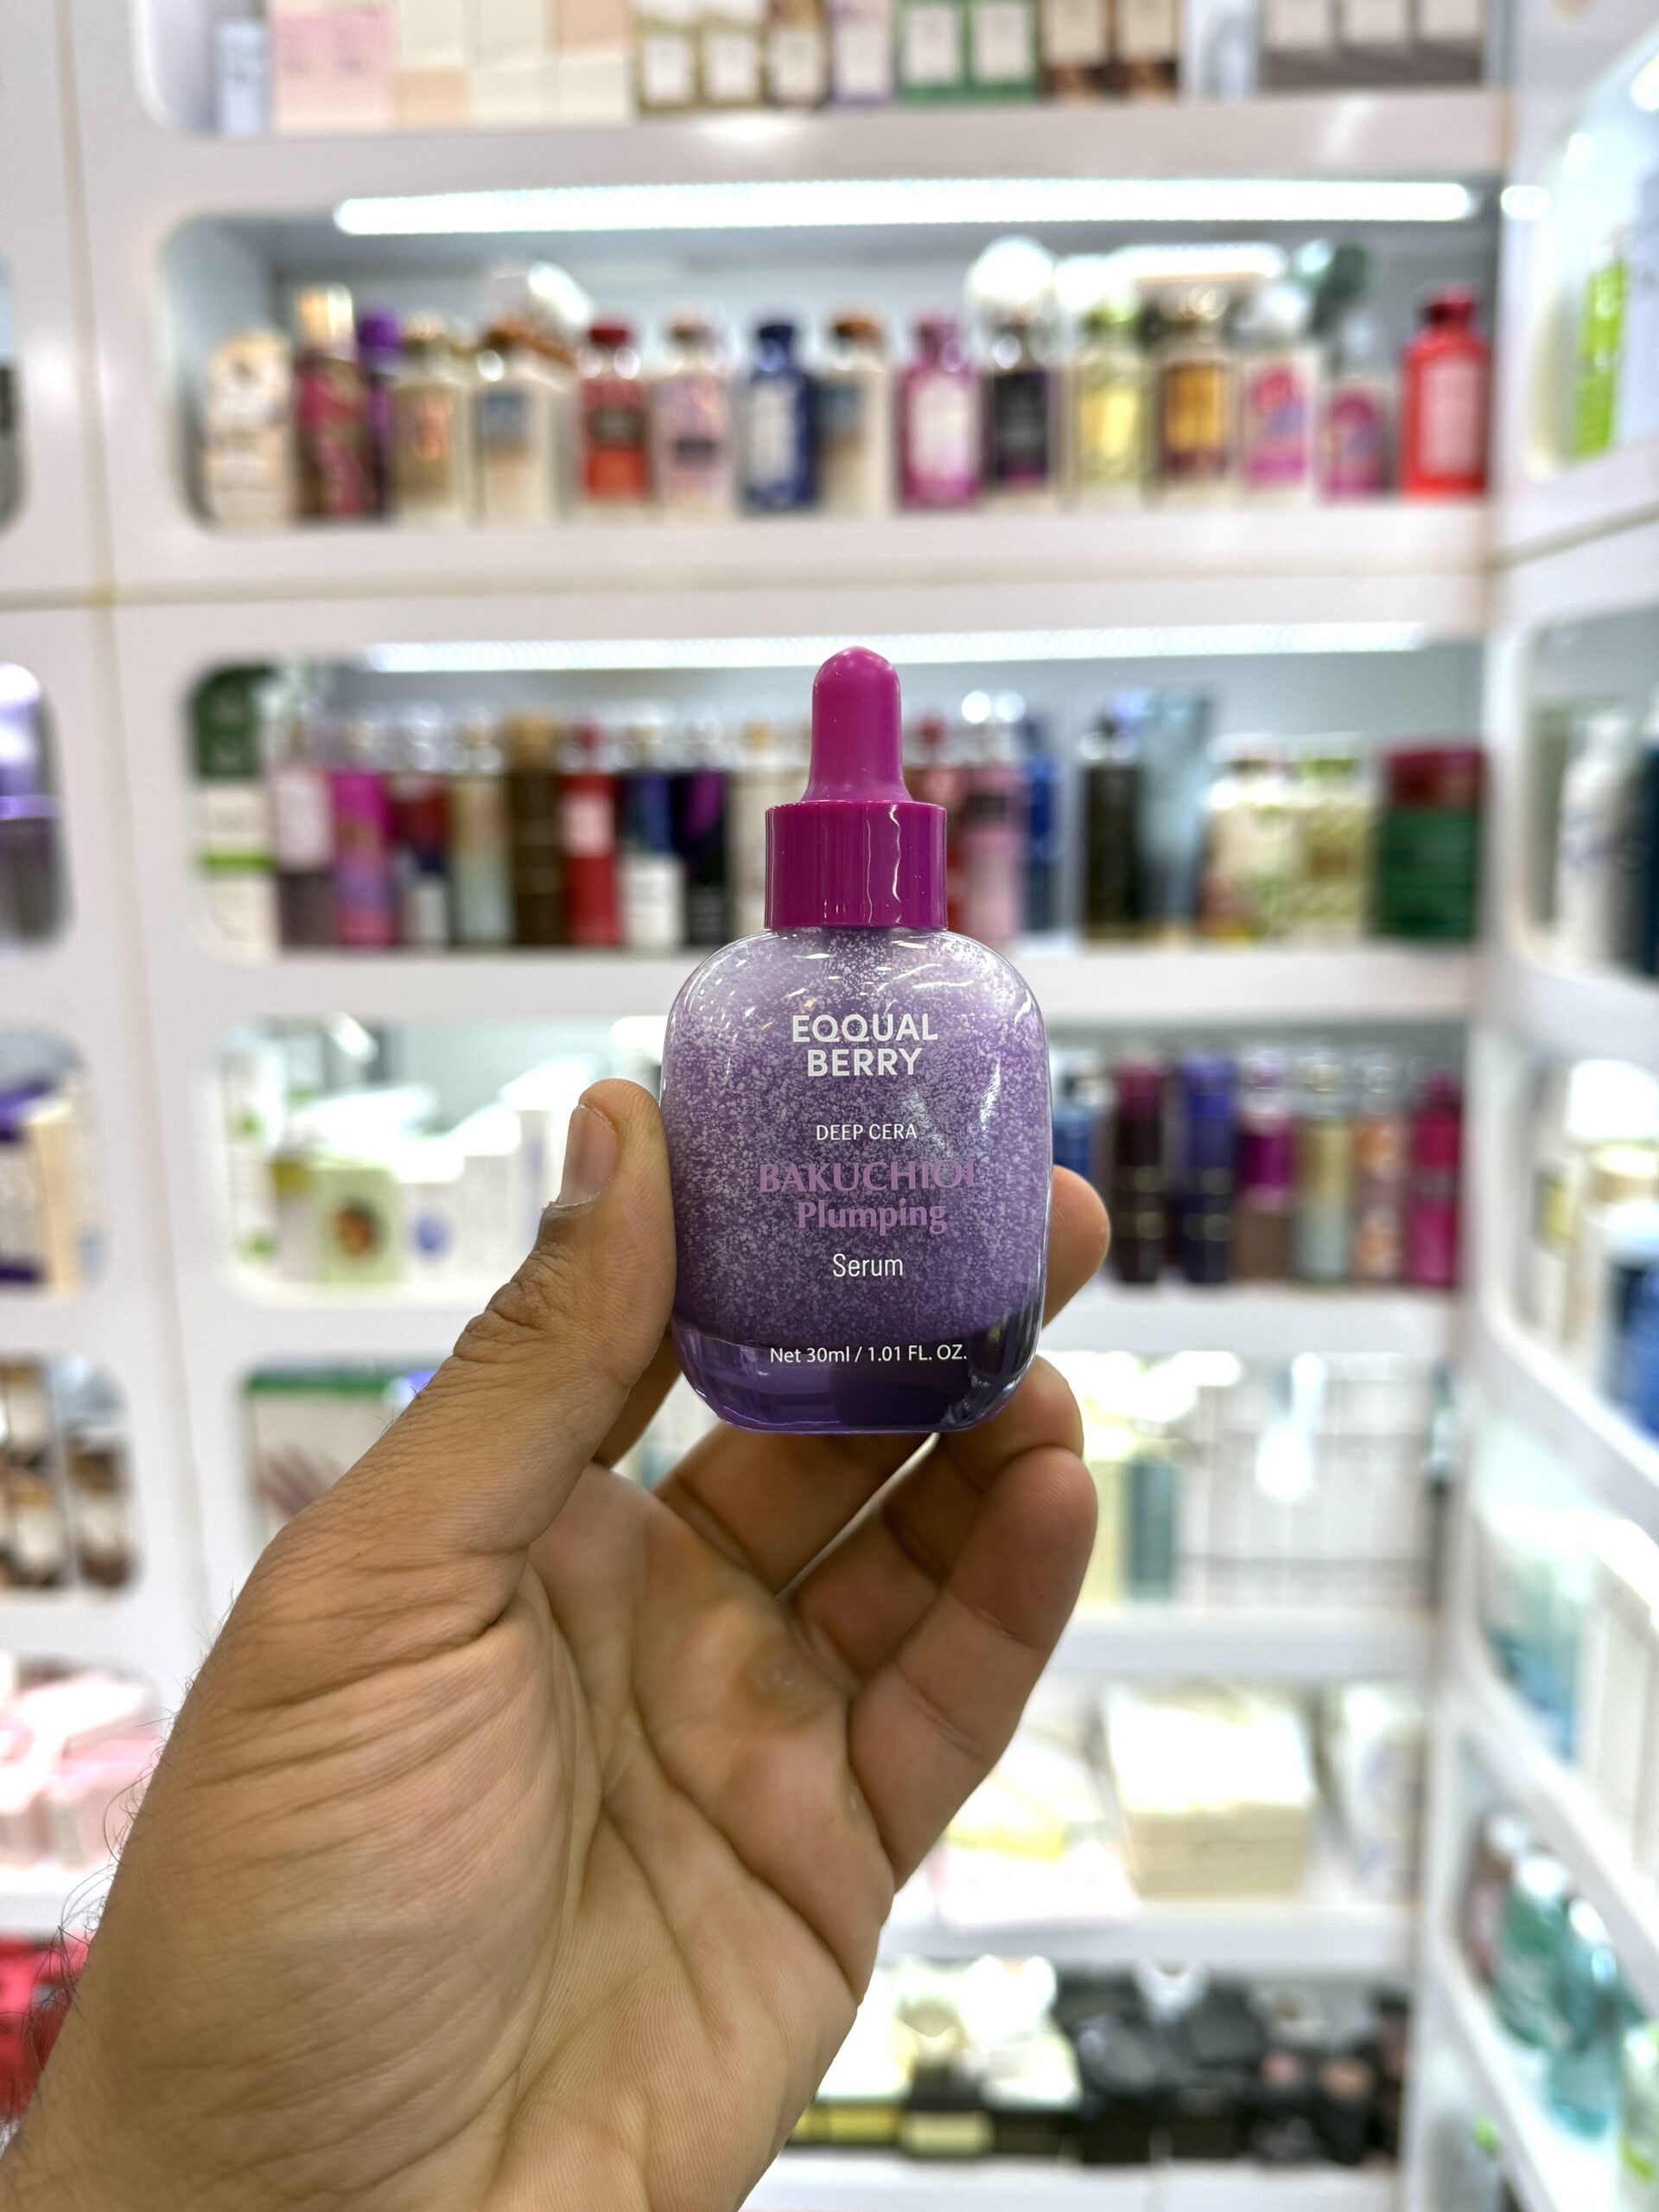 EQQUAL
BERRY
DEEP CERA
BAKUCHIOL
Plumping
Serum
Net 30ml / 1.01 FL. OZ.